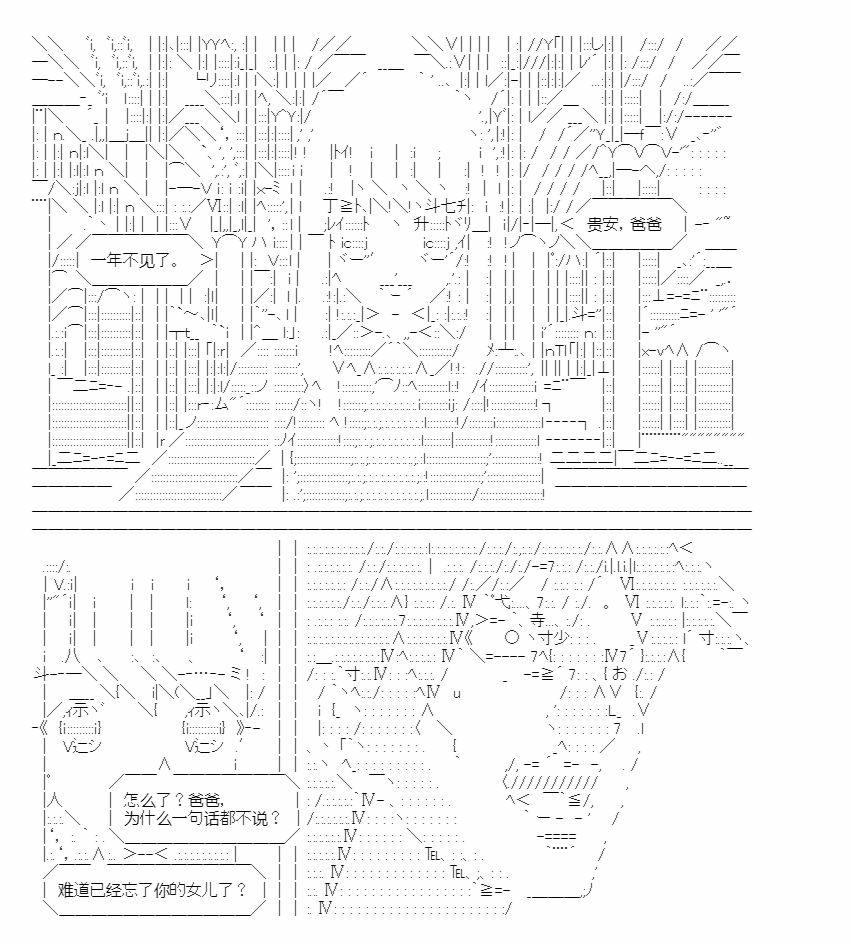 贵安，爸爸
一年不见了。
怎么了？爸爸，
为什么一句话都不说？
难道已经忘了你的女儿了？